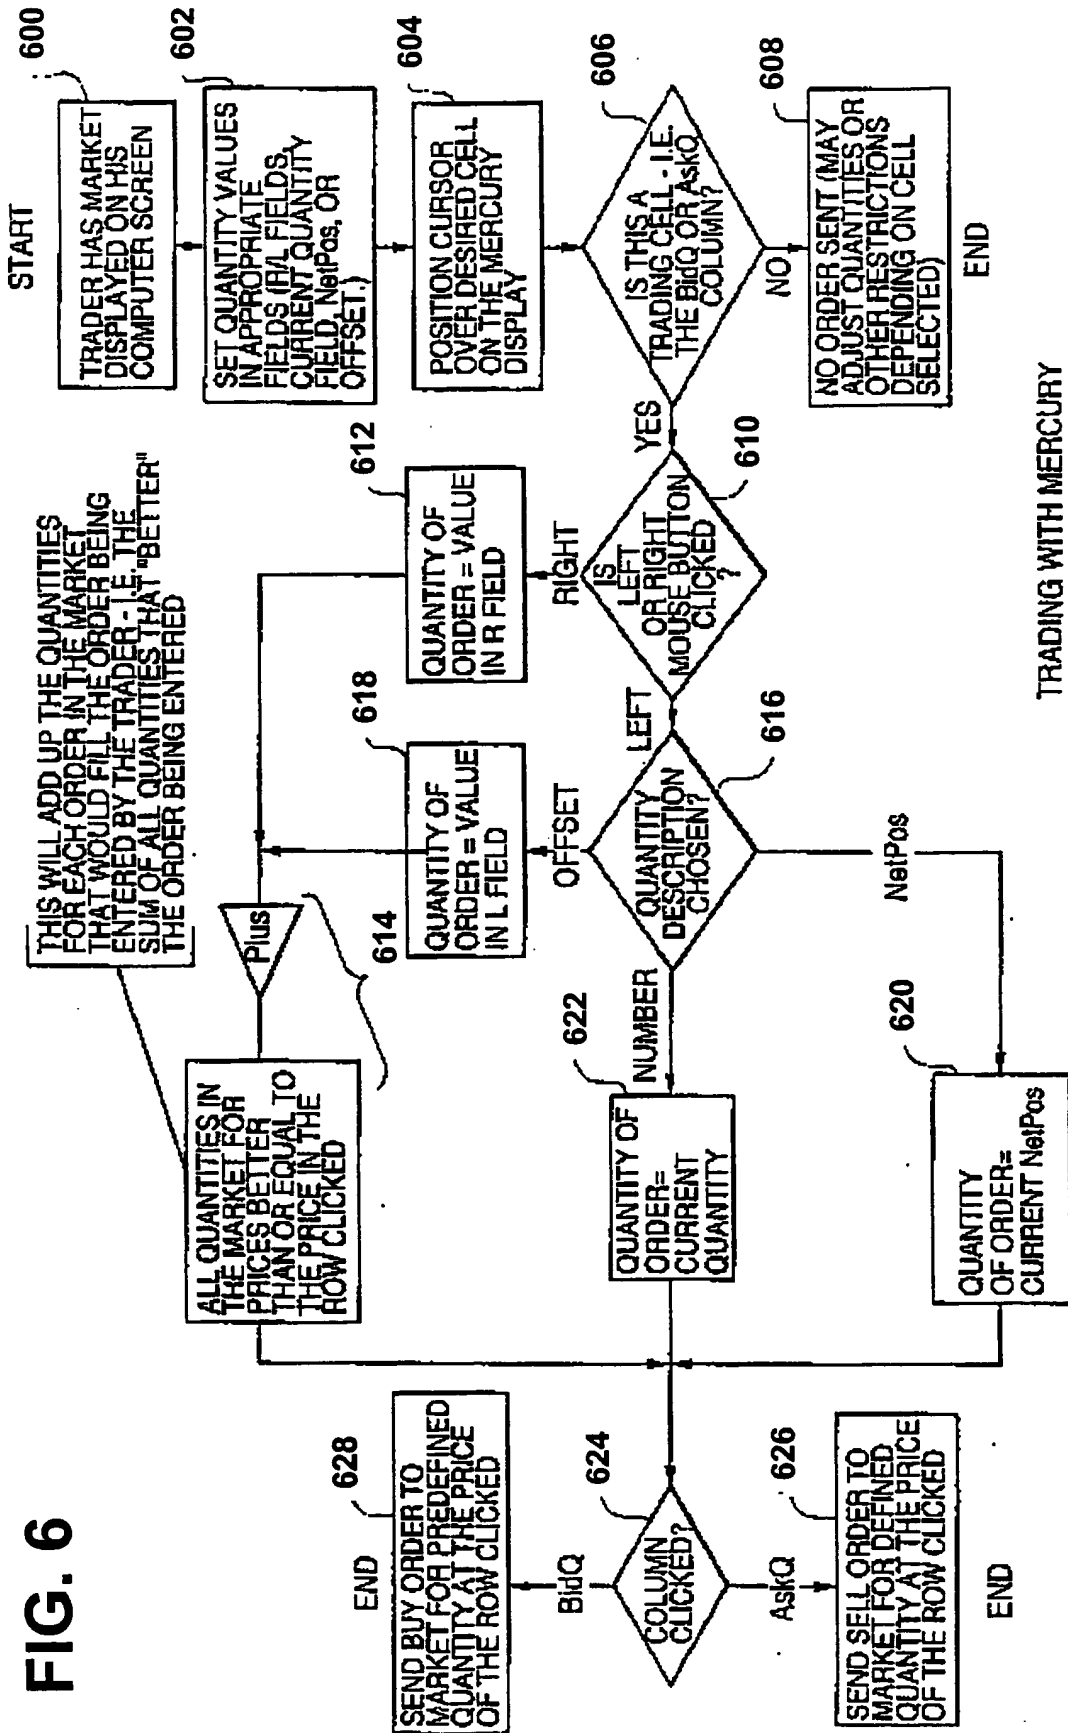 FIG. 6
START
600
TRADER HAS MARKET
DISPLAYED ON HIS
COMPUTER SCREEN
602
SET QUANTITY VALUES
IN APPROPRIATE
FIELDS (R/L FIELDS,
CURRENT QUANTITY
FIELD, NetPos, OR
OFFSET.)
604
POSITION CURSOR
OVER DESIRED CELL
ON THE MERCURY
DISPLAY
606
IS THIS A
TRADING CELL - I.E.
THE BidQ OR AskQ
COLUMN?
NO
608
NO ORDER SENT (MAY
ADJUST QUANTITIES OR
OTHER RESTRICTIONS
DEPENDING ON CELL
SELECTED)
END
YES
610
IS
LEFT
OR RIGHT
MOUSE BUTTON
CLICKED
?
RIGHT
612
QUANTITY OF
ORDER = VALUE
IN R FIELD
LEFT
616
QUANTITY
DESCRIPTION
CHOSEN?
OFFSET
618
QUANTITY OF
ORDER = VALUE
IN L FIELD
614
Plus
ALL QUANTITIES IN
THE MARKET FOR
PRICES BETTER
THAN OR EQUAL TO
THE PRICE IN THE
ROW CLICKED
THIS WILL ADD UP THE QUANTITIES
FOR EACH ORDER IN THE MARKET
THAT WOULD FILL THE ORDER BEING
ENTERED BY THE TRADER - I.E. THE
SUM OF ALL QUANTITIES THAT "BETTER"
THE ORDER BEING ENTERED
NUMBER
622
QUANTITY OF
ORDER=
CURRENT
QUANTITY
NetPos
620
QUANTITY
OF ORDER=
CURRENT NetPos
624
COLUMN
CLICKED?
BidQ
628
SEND BUY ORDER TO
MARKET FOR PREDEFINED
QUANTITY AT THE PRICE
OF THE ROW CLICKED
END
AskQ
626
SEND SELL ORDER TO
MARKET FOR DEFINED
QUANTITY AT THE PRICE
OF THE ROW CLICKED
END
TRADING WITH MERCURY